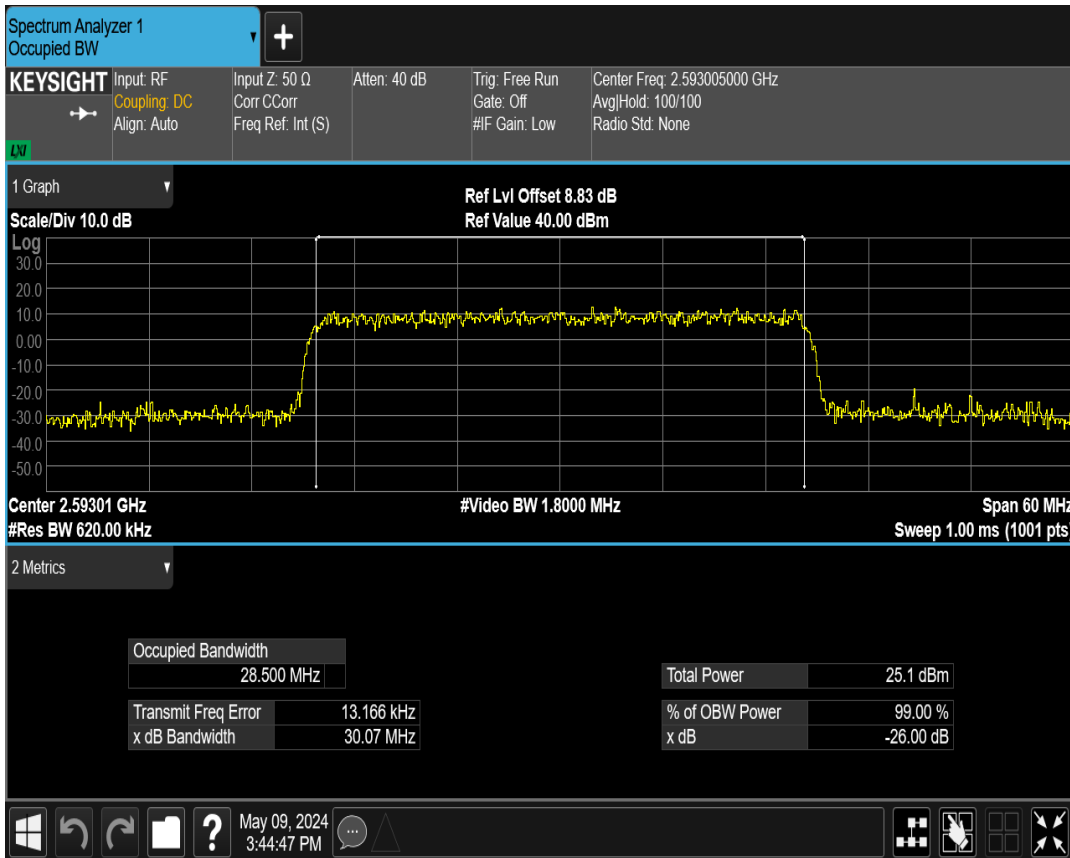 Spectrum Analyzer 1
Occupied BW
KEYSIGHT
LXI
Input: RF
Coupling: DC
Align: Auto
Input Z: 50 Ω
Corr CCorr
Freq Ref: Int (S)
Atten: 40 dB
Trig: Free Run
Gate: Off
#IF Gain: Low
Center Freq: 2.593005000 GHz
Avg|Hold: 100/100
Radio Std: None
1 Graph
Scale/Div 10.0 dB
Ref Lvl Offset 8.83 dB
Ref Value 40.00 dBm
Log
30.0
20.0
10.0
0.00
-10.0
-20.0
-30.0
-40.0
-50.0
Center 2.59301 GHz
#Video BW 1.8000 MHz
Span 60 MHz
#Res BW 620.00 kHz
Sweep 1.00 ms (1001 pts)
2 Metrics
Occupied Bandwidth
28.500 MHz
Total Power 25.1 dBm
Transmit Freq Error 13.166 kHz
% of OBW Power 99.00 %
x dB Bandwidth 30.07 MHz
x dB -26.00 dB
?
May 09, 2024
3:44:47 PM